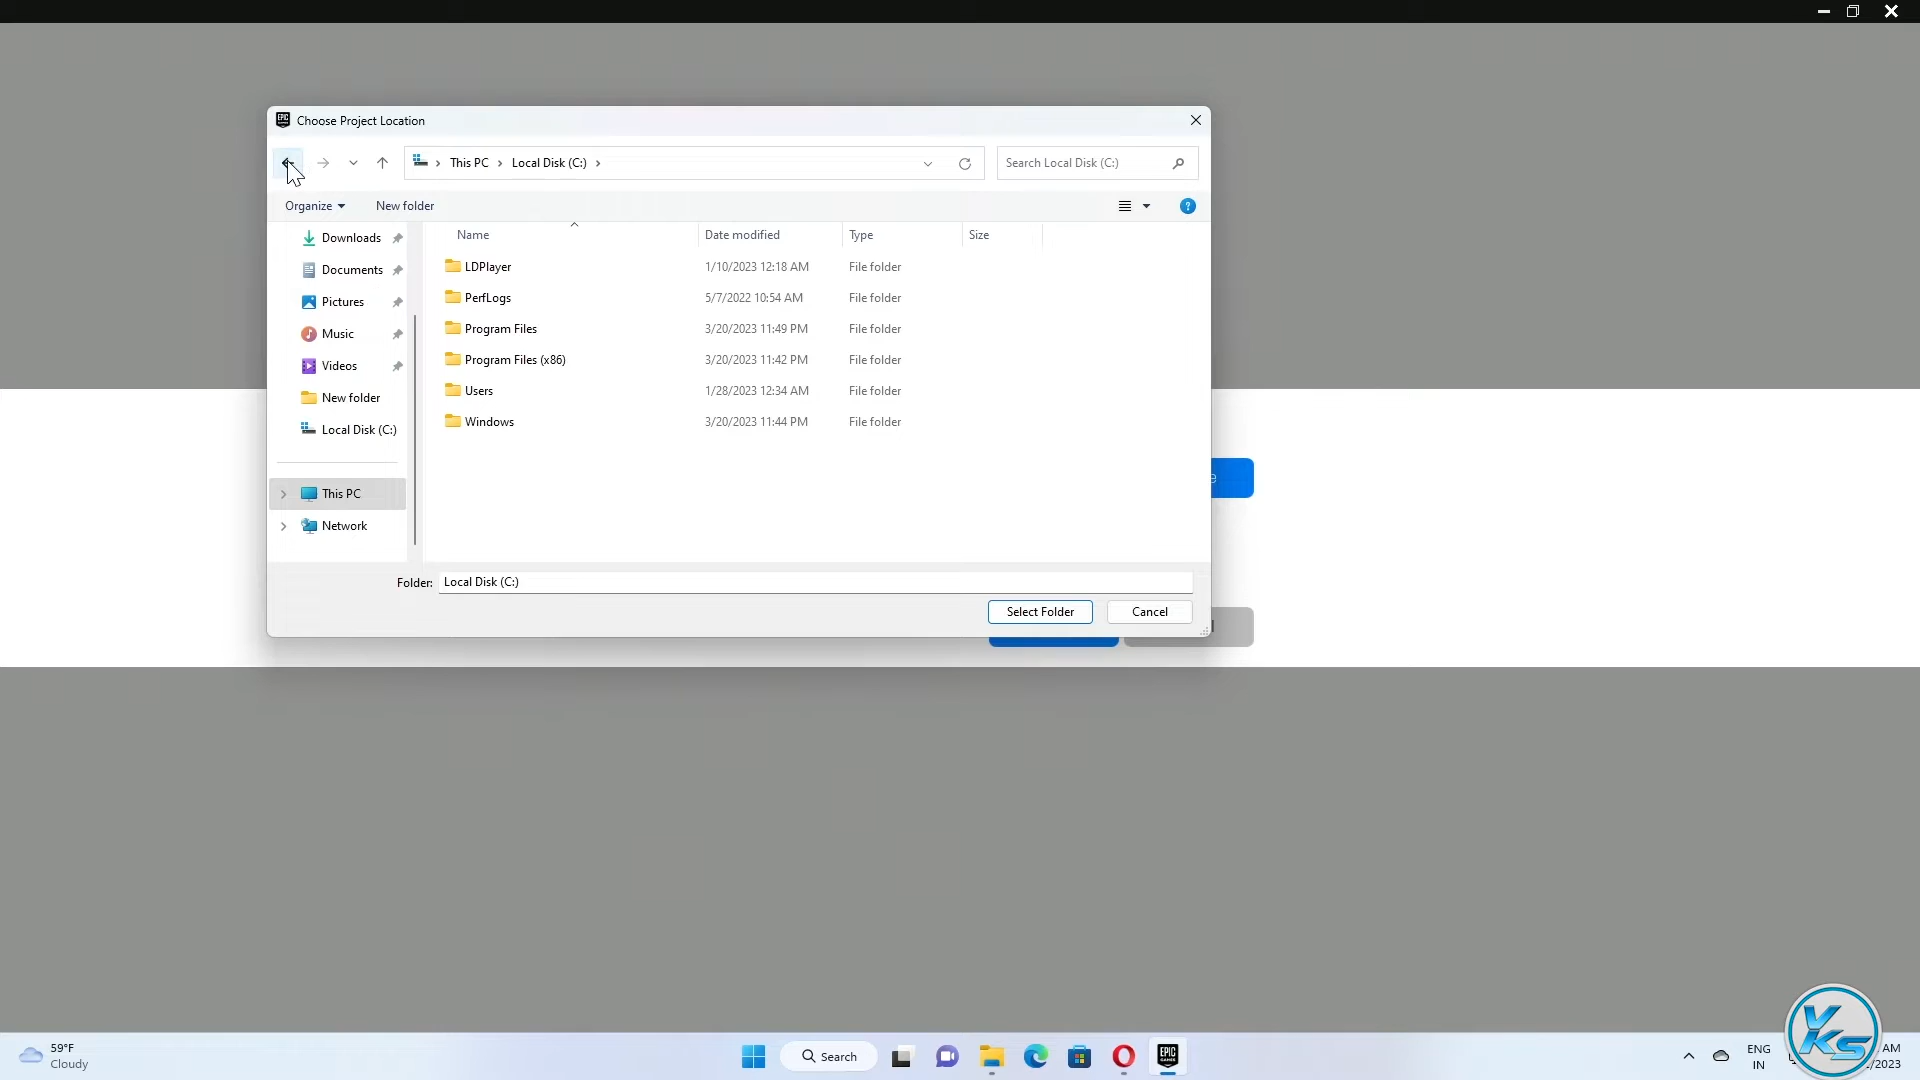 Choose Project Location
This PC
Local Disk (C:)
Search Local Disk (C:)
Organize
New folder
Name
Date modified
Type
Size
Downloads
Documents
Pictures
Music
Videos
New folder
Local Disk (C:)
This PC
Network
LDPlayer 1/10/2023 12:18 AM File folder
PerfLogs 5/7/2022 10:54 AM File folder
Program Files 3/20/2023 11:49 PM File folder
Program Files (x86) 3/20/2023 11:42 PM File folder
Users 1/28/2023 12:34 AM File folder
Windows 3/20/2023 11:44 PM File folder
Folder: Local Disk (C:)
Select Folder
Cancel
59°F
Cloudy
Search
EPIC
GAMES
ENG
IN
AM
/2023
YKS